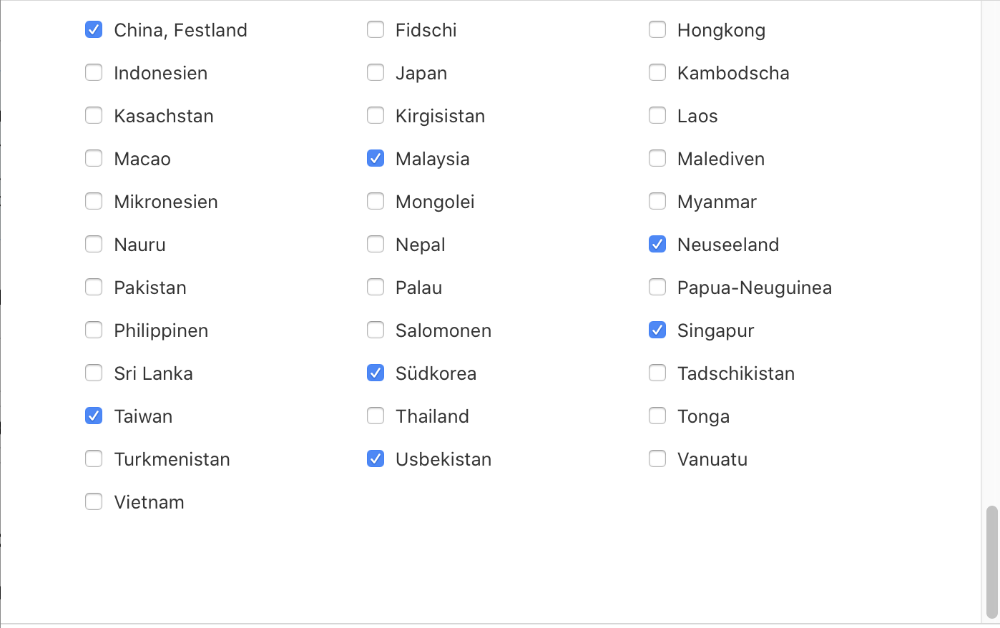 China, Festland Fidschi Hongkong
Indonesien Japan Kambodscha
Kasachstan Kirgisistan Laos
Macao Malaysia Malediven
Mikronesien Mongolei Myanmar
Nauru Nepal Neuseeland
Pakistan Palau Papua-Neuguinea
Philippinen Salomonen Singapur
Sri Lanka Südkorea Tadschikistan
Taiwan Thailand Tonga
Turkmenistan Usbekistan Vanuatu
Vietnam